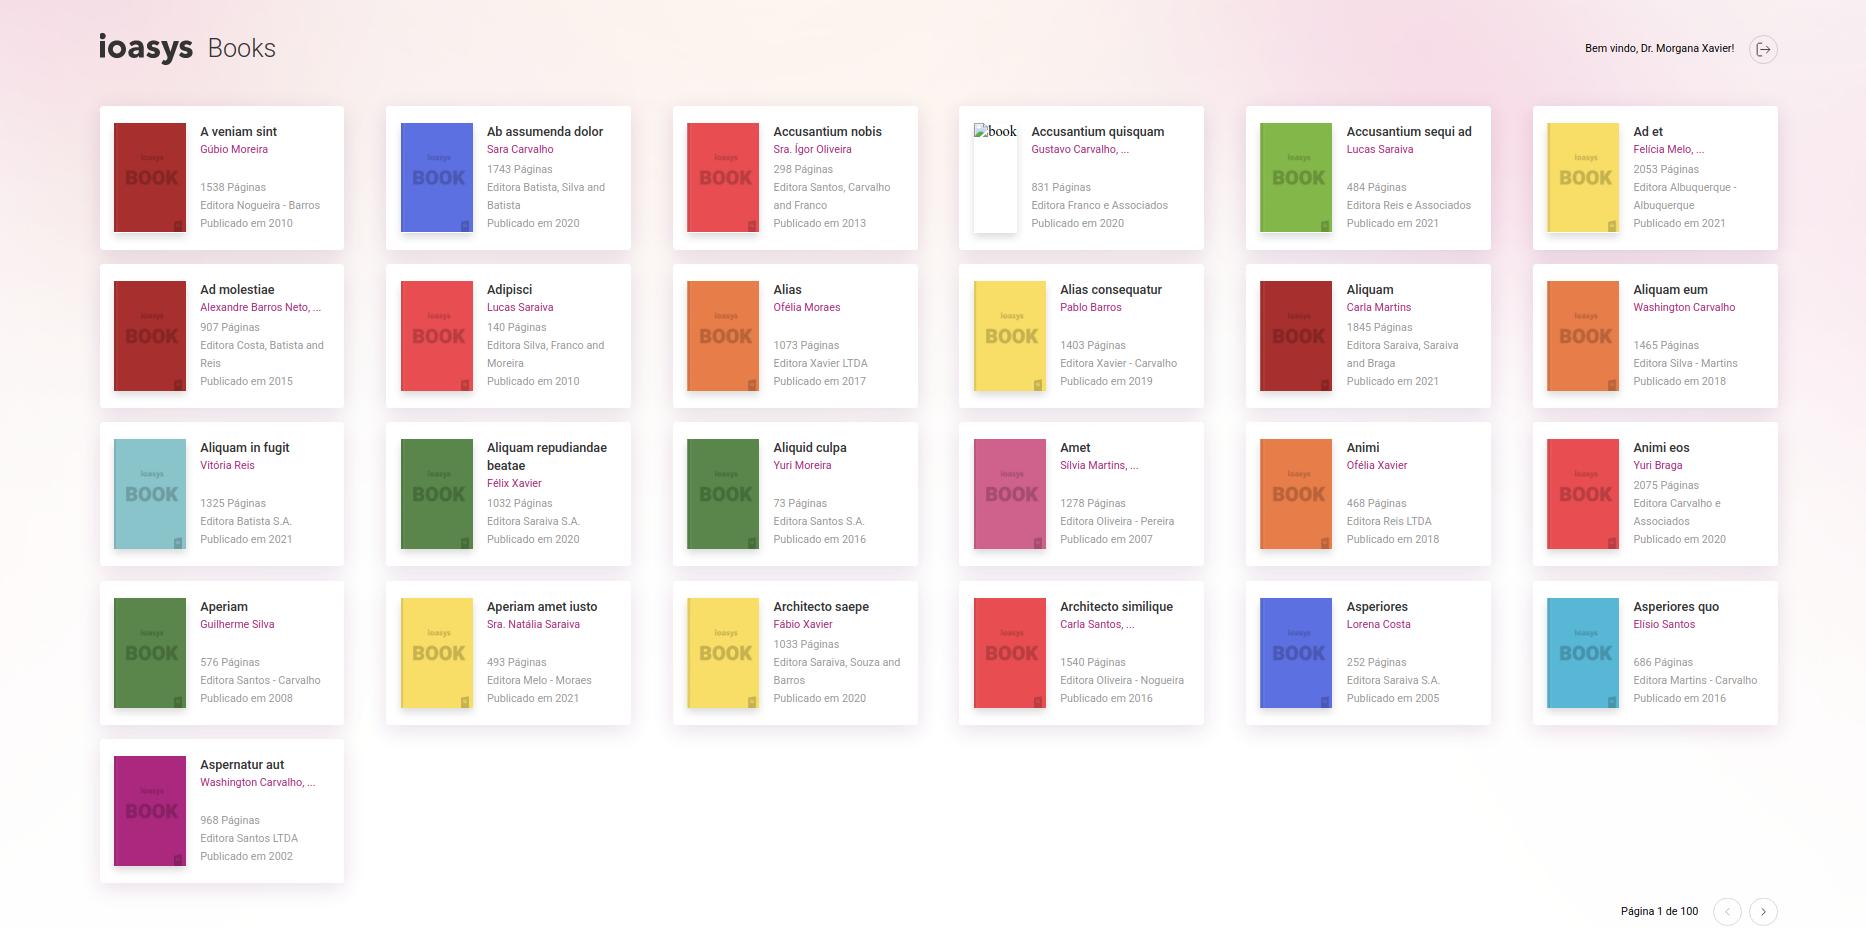 ioasys Books
Bem vindo, Dr. Morgana Xavier!
ioasys
BOOK
A veniam sint
Gúbio Moreira
1538 Páginas
Editora Nogueira - Barros
Publicado em 2010
ioasys
BOOK
Ab assumenda dolor
Sara Carvalho
1743 Páginas
Editora Batista, Silva and
Batista
Publicado em 2020
ioasys
BOOK
Accusantium nobis
Sra. Ígor Oliveira
298 Páginas
Editora Santos, Carvalho
and Franco
Publicado em 2013
book
Accusantium quisquam
Gustavo Carvalho, ...
831 Páginas
Editora Franco e Associados
Publicado em 2020
ioasys
BOOK
Accusantium sequi ad
Lucas Saraiva
484 Páginas
Editora Reis e Associados
Publicado em 2021
ioasys
BOOK
Ad et
Felícia Melo, ...
2053 Páginas
Editora Albuquerque -
Albuquerque
Publicado em 2021
ioasys
BOOK
Ad molestiae
Alexandre Barros Neto, ...
907 Páginas
Editora Costa, Batista and
Reis
Publicado em 2015
ioasys
BOOK
Adipisci
Lucas Saraiva
140 Páginas
Editora Silva, Franco and
Moreira
Publicado em 2010
ioasys
BOOK
Alias
Ofélia Moraes
1073 Páginas
Editora Xavier LTDA
Publicado em 2017
ioasys
BOOK
Alias consequatur
Pablo Barros
1403 Páginas
Editora Xavier - Carvalho
Publicado em 2019
ioasys
BOOK
Aliquam
Carla Martins
1845 Páginas
Editora Saraiva, Saraiva
and Braga
Publicado em 2021
ioasys
BOOK
Aliquam eum
Washington Carvalho
1465 Páginas
Editora Silva - Martins
Publicado em 2018
ioasys
BOOK
Aliquam in fugit
Vitória Reis
1325 Páginas
Editora Batista S.A.
Publicado em 2021
ioasys
BOOK
Aliquam repudiandae
beatae
Félix Xavier
1032 Páginas
Editora Saraiva S.A.
Publicado em 2020
ioasys
BOOK
Aliquid culpa
Yuri Moreira
73 Páginas
Editora Santos S.A.
Publicado em 2016
ioasys
BOOK
Amet
Sílvia Martins, ...
1278 Páginas
Editora Oliveira - Pereira
Publicado em 2007
ioasys
BOOK
Animi
Ofélia Xavier
468 Páginas
Editora Reis LTDA
Publicado em 2018
ioasys
BOOK
Animi eos
Yuri Braga
2075 Páginas
Editora Carvalho e
Associados
Publicado em 2020
ioasys
BOOK
Aperiam
Guilherme Silva
576 Páginas
Editora Santos - Carvalho
Publicado em 2008
ioasys
BOOK
Aperiam amet iusto
Sra. Natália Saraiva
493 Páginas
Editora Melo - Moraes
Publicado em 2021
ioasys
BOOK
Architecto saepe
Fábio Xavier
1033 Páginas
Editora Saraiva, Souza and
Barros
Publicado em 2020
ioasys
BOOK
Architecto similique
Carla Santos, ...
1540 Páginas
Editora Oliveira - Nogueira
Publicado em 2016
ioasys
BOOK
Asperiores
Lorena Costa
252 Páginas
Editora Saraiva S.A.
Publicado em 2005
ioasys
BOOK
Asperiores quo
Elísio Santos
686 Páginas
Editora Martins - Carvalho
Publicado em 2016
ioasys
BOOK
Aspernatur aut
Washington Carvalho, ...
968 Páginas
Editora Santos LTDA
Publicado em 2002
Página 1 de 100